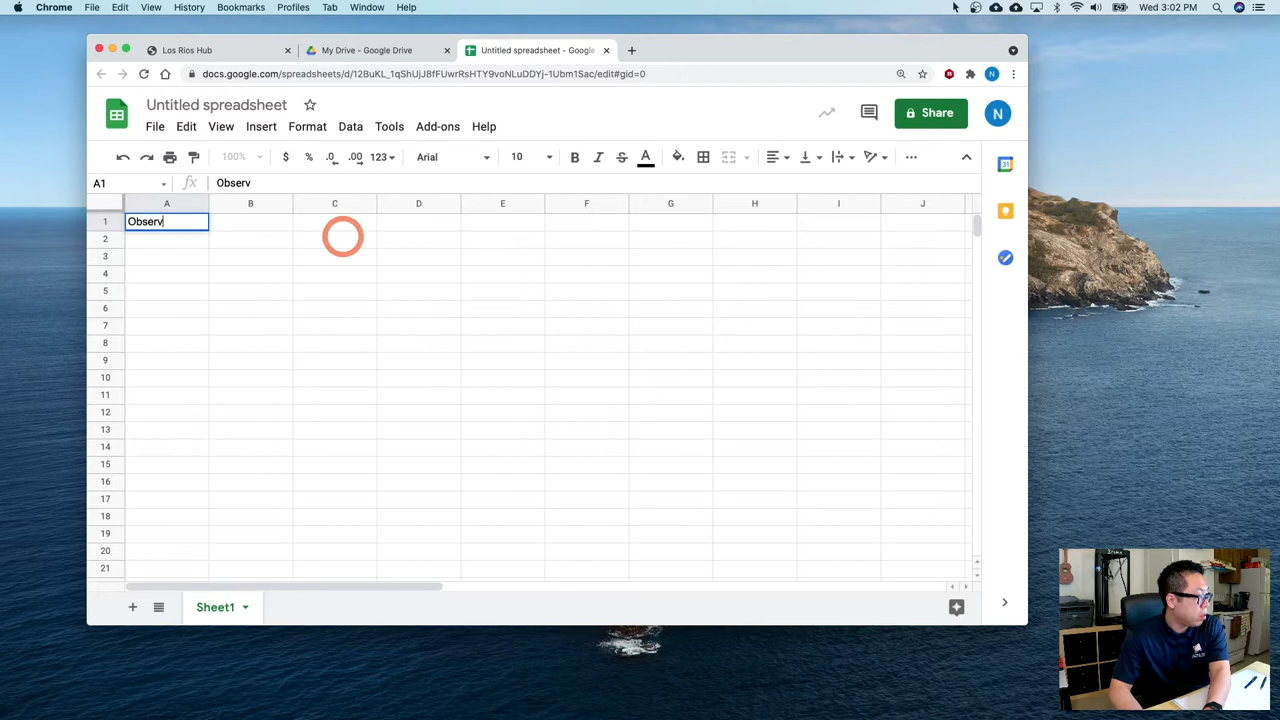 Chrome File Edit View History Bookmarks Profiles Tab Window Help Wed 3:02 PM
Los Rios Hub My Drive - Google Drive Untitled spreadsheet - Google
docs.google.com/spreadsheets/d/12BuKL_1qShUjJ8fFUwrRsHTY9voNLuDDYj-1Ubm1Sac/edit#gid=0 N
Untitled spreadsheet
File Edit View Insert Format Data Tools Add-ons Help
Share N
100% $ % .0 .00 123 Arial 10 B I S A
A1 fx Observ
A B C D E F G H I J
1 Observ
2
3
4
5
6
7
8
9
10
11
12
13
14
15
16
17
18
19
20
21
Sheet1